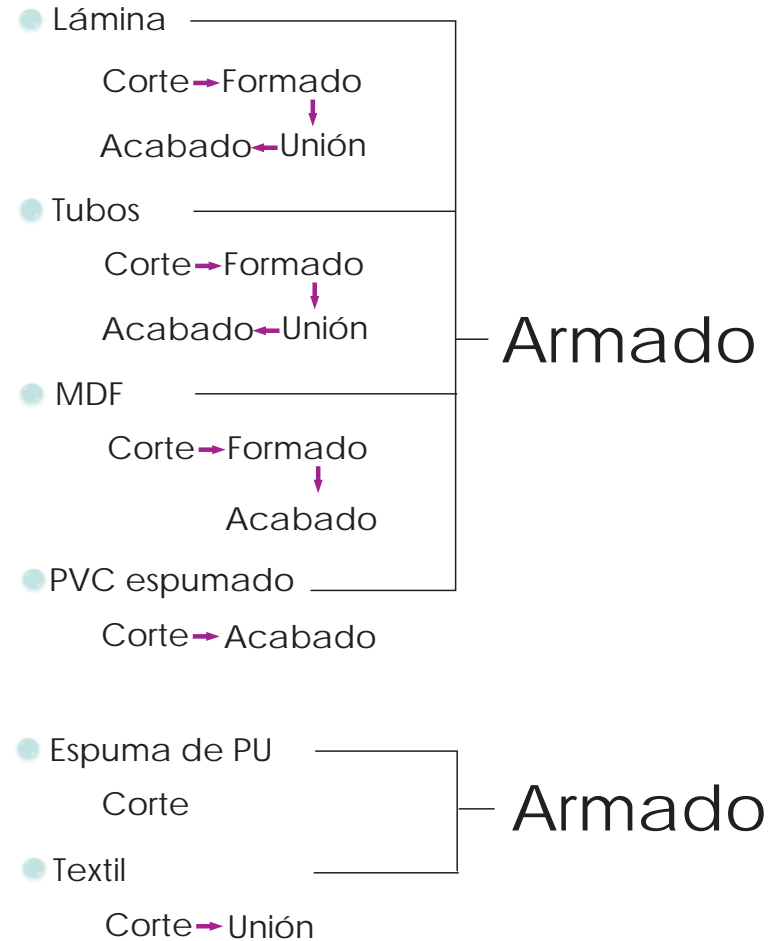 Lámina
Corte Formado
Acabado Unión
Tubos
Corte Formado
Acabado Unión
Armado
MDF
Corte Formado
Acabado
PVC espumado
Corte Acabado
Espuma de PU
Corte
Armado
Textil
Corte Unión